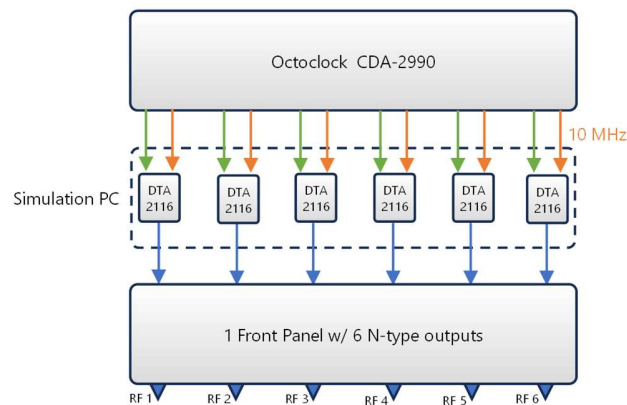 Octoclock CDA-2990
10 MHz
Simulation PC
DTA 2116
DTA 2116
DTA 2116
DTA 2116
DTA 2116
DTA 2116
1 Front Panel w/ 6 N-type outputs
RF 1 RF 2 RF 3 RF 4 RF 5 RF 6